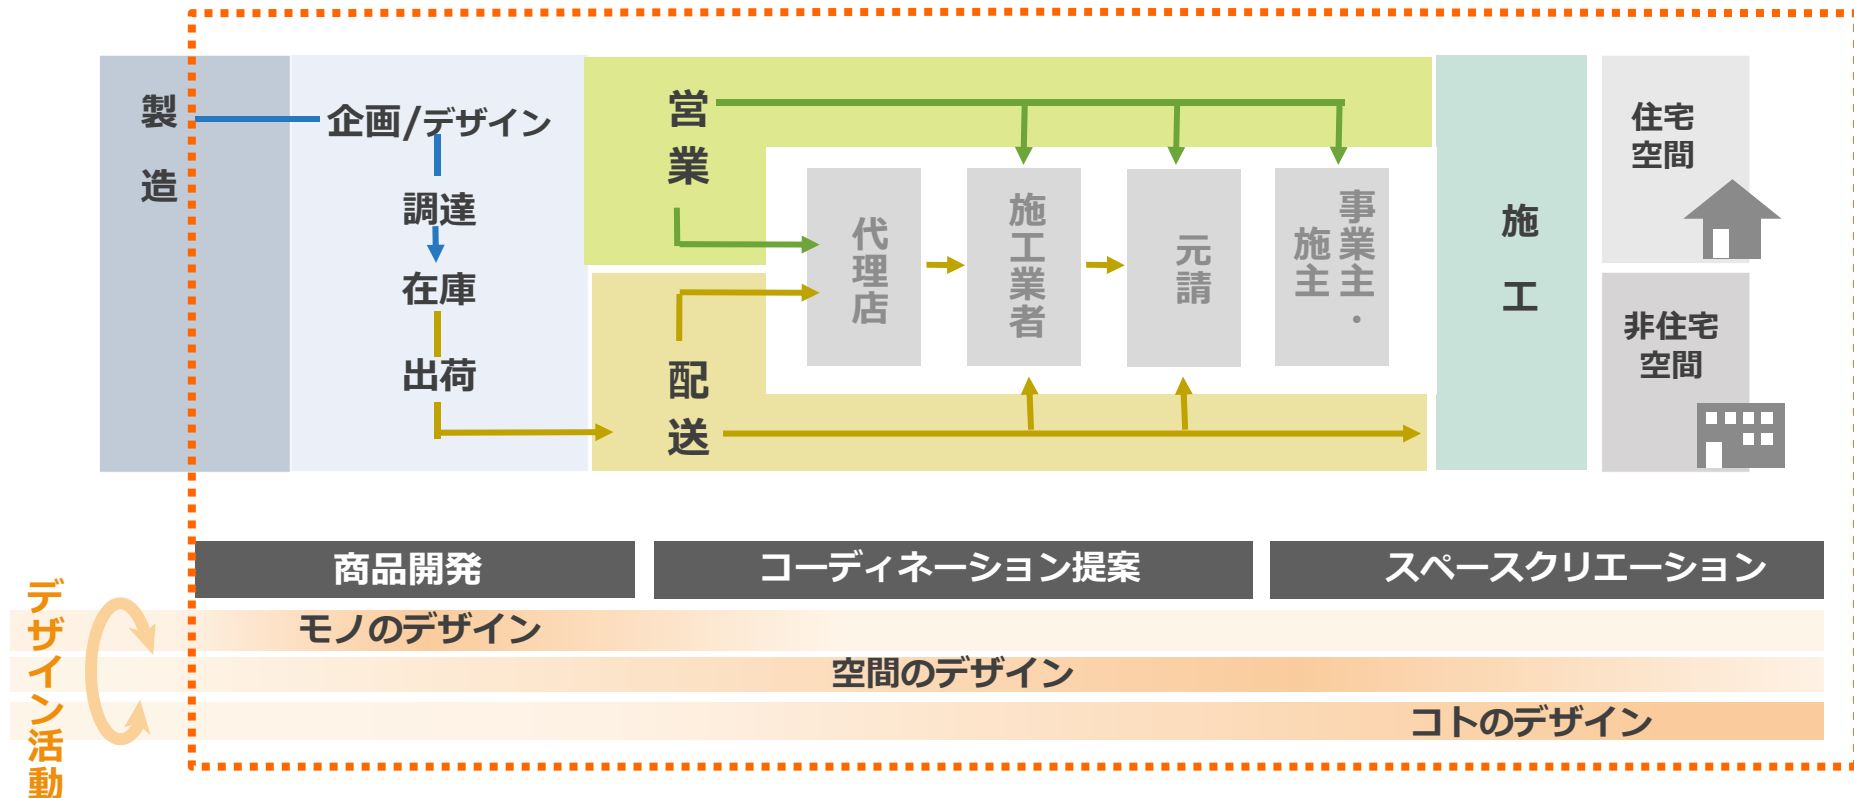 製造
企画/デザイン
調達
在庫
出荷
営業
配送
代理店
施工業者
元請
事業主・
施主
施工
住宅
空間
非住宅
空間
商品開発
コーディネーション提案
スペースクリエーション
デザイン活動
モノのデザイン
空間のデザイン
コトのデザイン